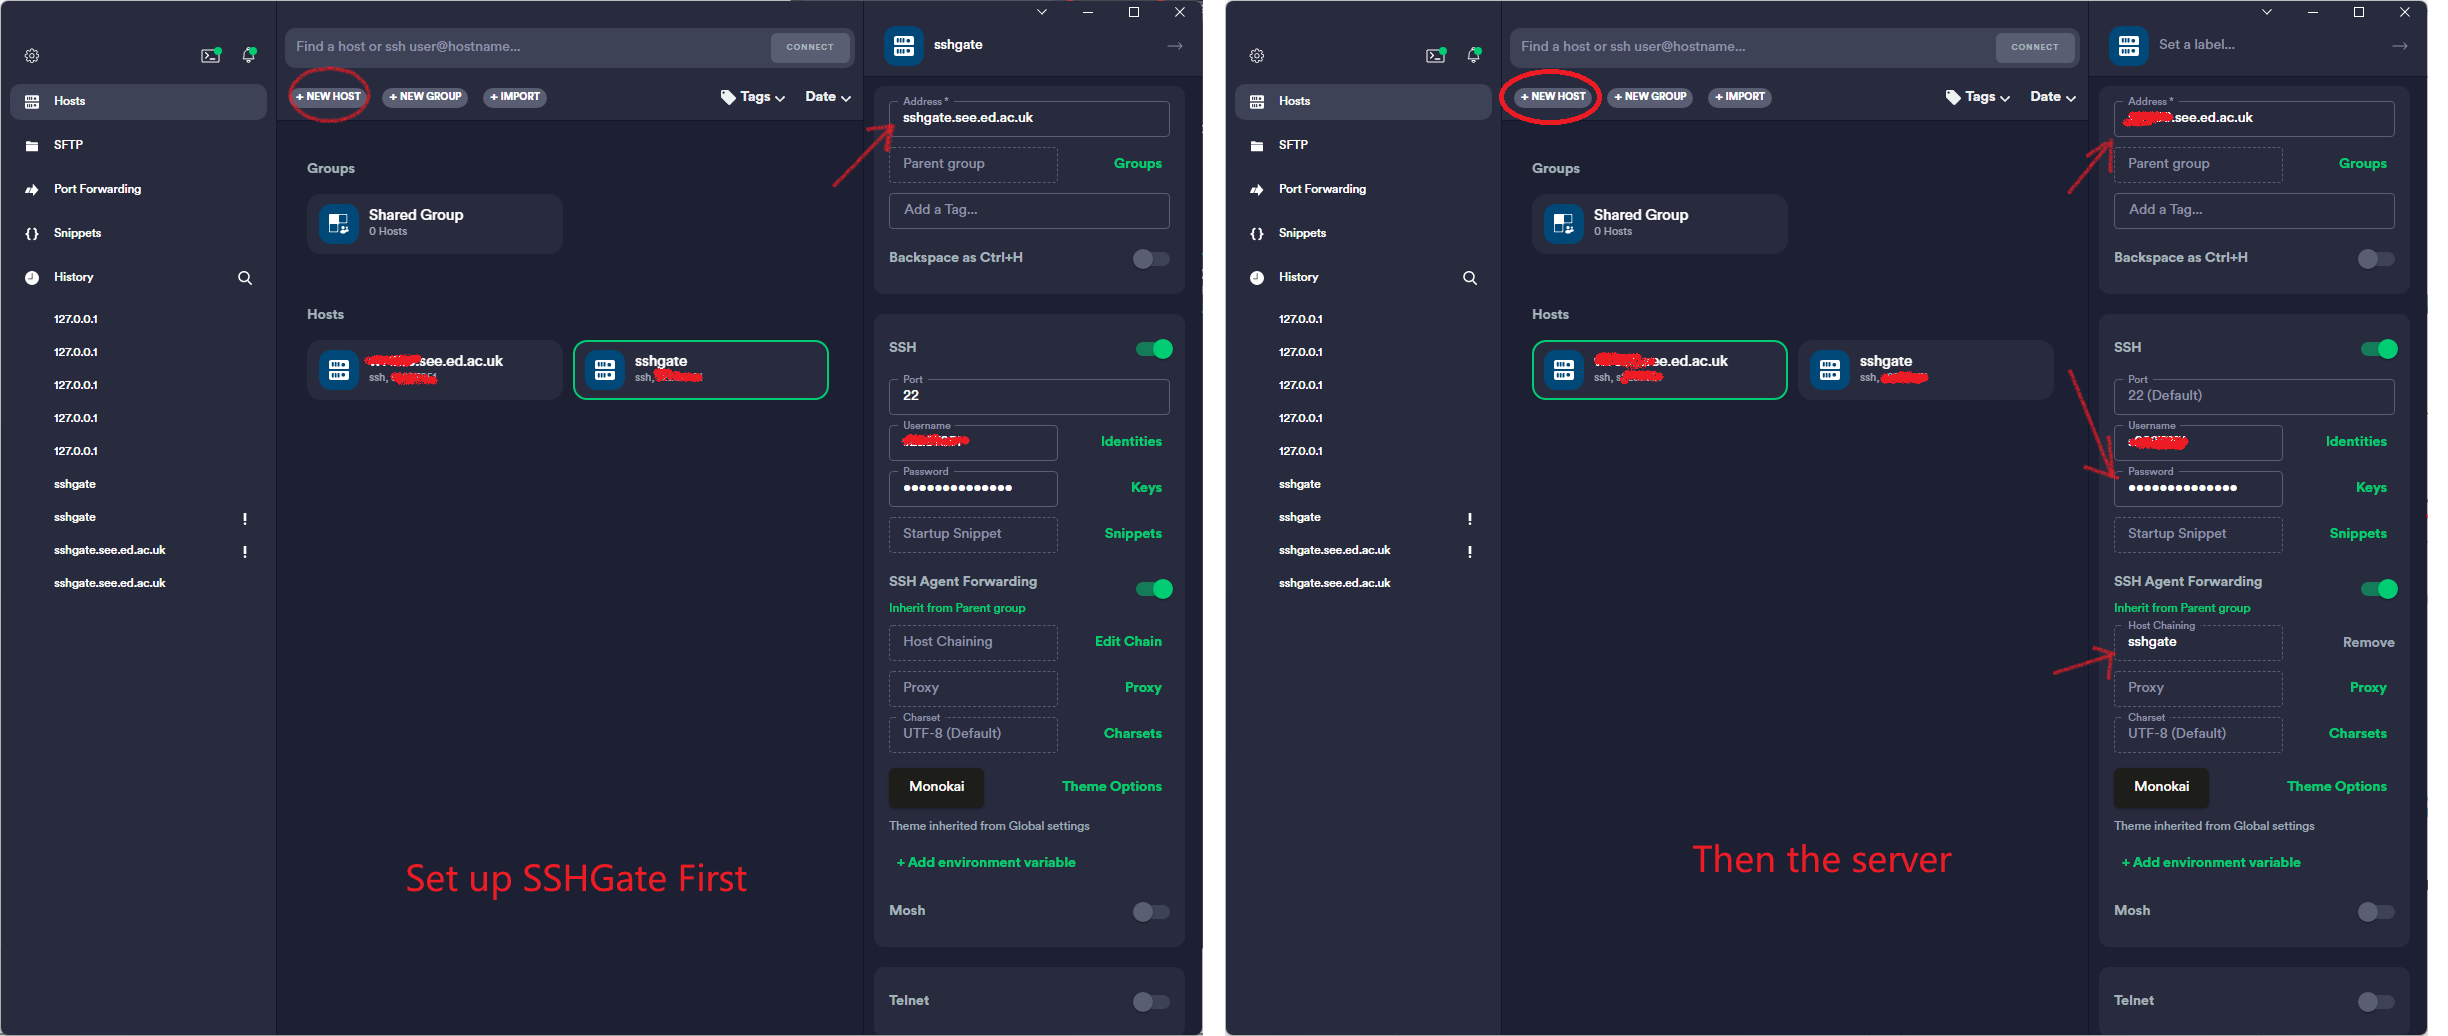 Find a host or ssh user@hostname...
CONNECT
+ NEW HOST
+ NEW GROUP
+ IMPORT
Tags
Date
Hosts
SFTP
Port Forwarding
Snippets
History
127.0.0.1
127.0.0.1
127.0.0.1
127.0.0.1
127.0.0.1
sshgate
sshgate
sshgate.see.ed.ac.uk
sshgate.see.ed.ac.uk
Groups
Shared Group
0 Hosts
Hosts
.see.ed.ac.uk
ssh,
sshgate
ssh,
Set up SSHGate First
sshgate
Address *
sshgate.see.ed.ac.uk
Parent group
Groups
Add a Tag...
Backspace as Ctrl+H
SSH
Port
22
Username
Identities
Password
Keys
Startup Snippet
Snippets
SSH Agent Forwarding
Inherit from Parent group
Host Chaining
Edit Chain
Proxy
Proxy
Charset
UTF-8 (Default)
Charsets
Monokai
Theme Options
Theme inherited from Global settings
+ Add environment variable
Mosh
Telnet
Find a host or ssh user@hostname...
CONNECT
+ NEW HOST
+ NEW GROUP
+ IMPORT
Tags
Date
Hosts
SFTP
Port Forwarding
Snippets
History
127.0.0.1
127.0.0.1
127.0.0.1
127.0.0.1
127.0.0.1
sshgate
sshgate
sshgate.see.ed.ac.uk
sshgate.see.ed.ac.uk
Groups
Shared Group
0 Hosts
Hosts
ee.ed.ac.uk
ssh,
sshgate
ssh,
Then the server
Set a label...
Address *
.see.ed.ac.uk
Parent group
Groups
Add a Tag...
Backspace as Ctrl+H
SSH
Port
22 (Default)
Username
Identities
Password
Keys
Startup Snippet
Snippets
SSH Agent Forwarding
Inherit from Parent group
Host Chaining
sshgate
Remove
Proxy
Proxy
Charset
UTF-8 (Default)
Charsets
Monokai
Theme Options
Theme inherited from Global settings
+ Add environment variable
Mosh
Telnet